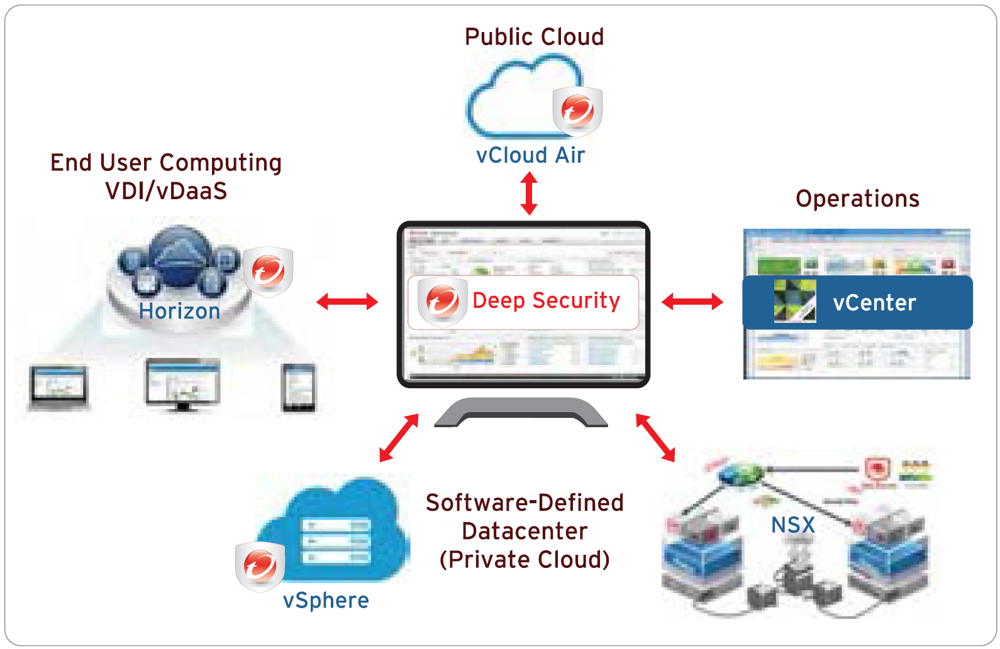 Public Cloud
vCloud Air
End User Computing
VDI/vDaaS
Horizon
Operations
Deep Security
vCenter
Software-Defined
Datacenter
(Private Cloud)
vSphere
NSX